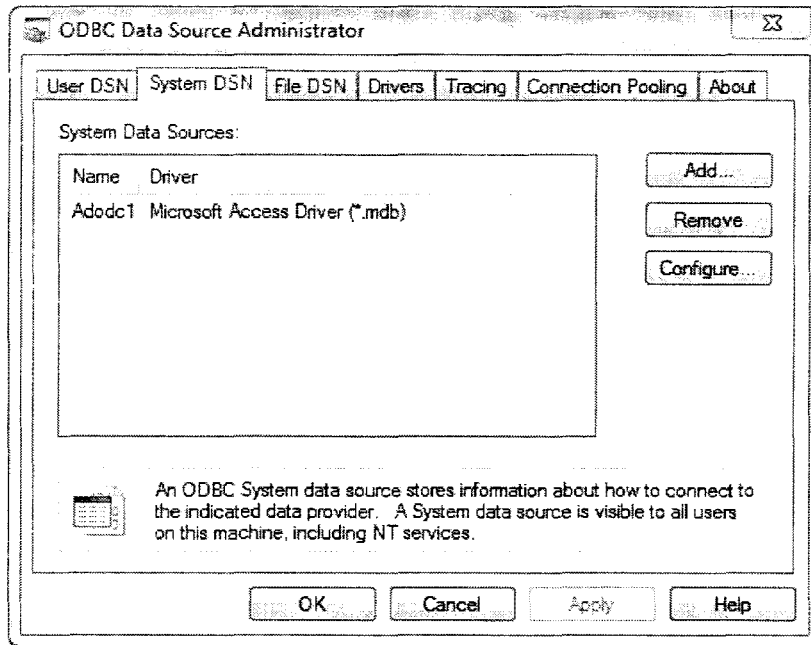 ODBC Data Source Administrator
User DSN System DSN File DSN Drivers Tracing Connection Pooling About
System Data Sources:
Name Driver
Adodc1 Microsoft Access Driver (*.mdb)
Add...
Remove
Configure...
An ODBC System data source stores information about how to connect to
the indicated data provider. A System data source is visible to all users
on this machine, including NT services.
OK Cancel Apply Help